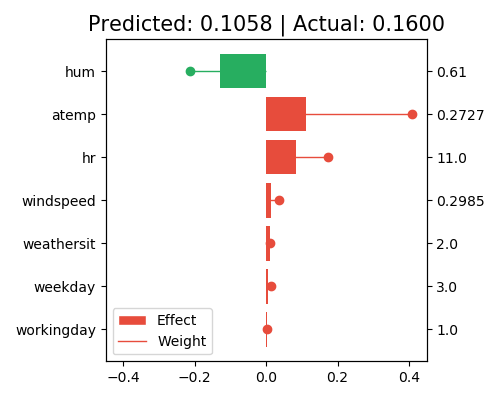 Predicted: 0.1058 | Actual: 0.1600
hum 0.61
atemp 0.2727
hr 11.0
windspeed 0.2985
weathersit 2.0
weekday 3.0
workingday 1.0
Effect
Weight
−0.4 −0.2 0.0 0.2 0.4